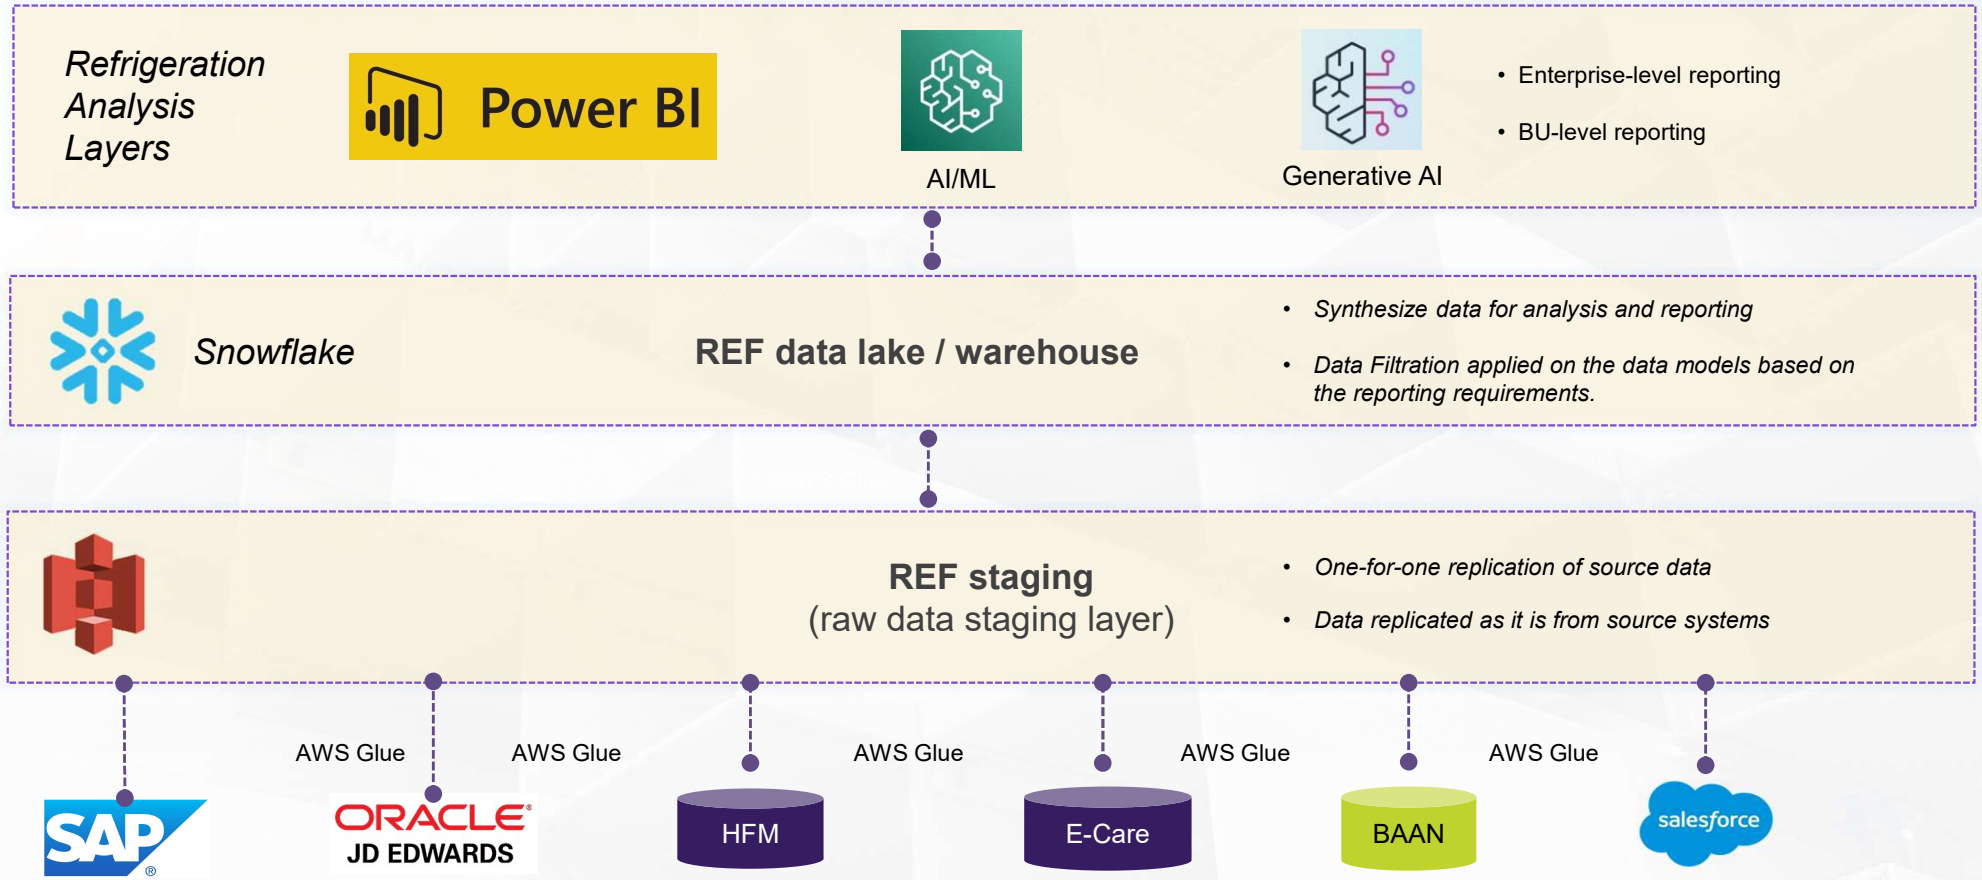 Refrigeration
Analysis
Layers
Power BI
AI/ML
Generative AI
• Enterprise-level reporting
• BU-level reporting
Snowflake
REF data lake / warehouse
• Synthesize data for analysis and reporting
• Data Filtration applied on the data models based on
the reporting requirements.
AWS Glue
REF staging
(raw data staging layer)
• One-for-one replication of source data
• Data replicated as it is from source systems
AWS Glue
AWS Glue
AWS Glue
AWS Glue
AWS Glue
SAP®
ORACLE®
JD EDWARDS
HFM
E-Care
BAAN
salesforce